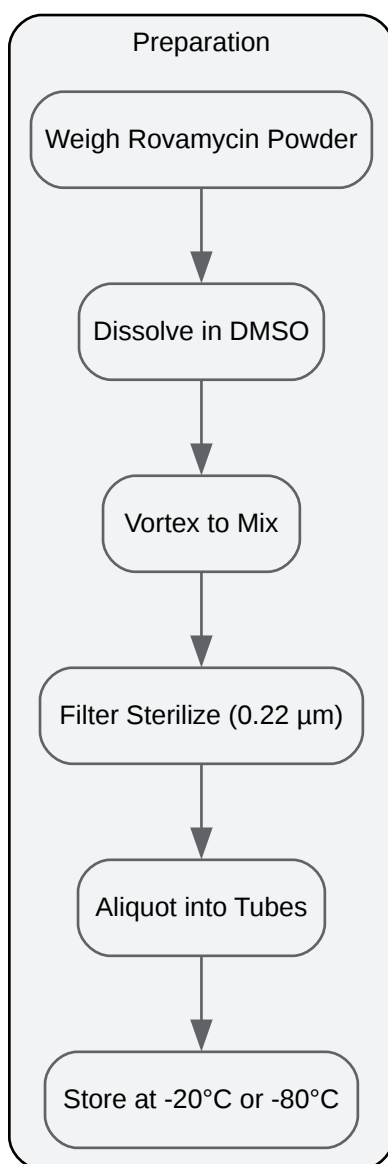 Preparation
Weigh Rovamycin Powder
Dissolve in DMSO
Vortex to Mix
Filter Sterilize (0.22 µm)
Aliquot into Tubes
Store at -20°C or -80°C